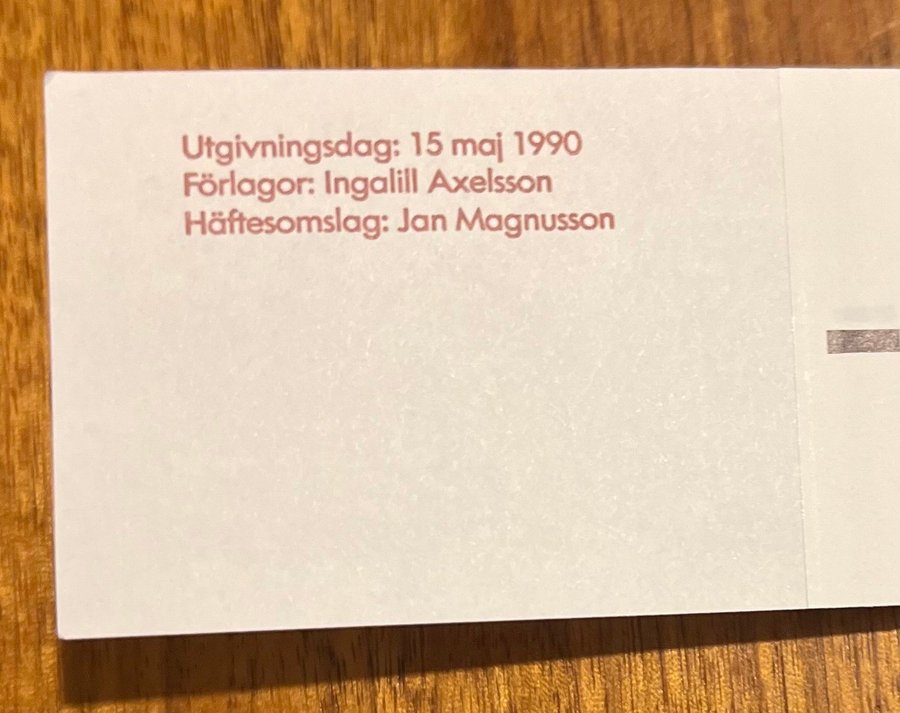 Utgivningsdag: 15 maj 1990
Förlagor: Ingalill Axelsson
Häftesomslag: Jan Magnusson